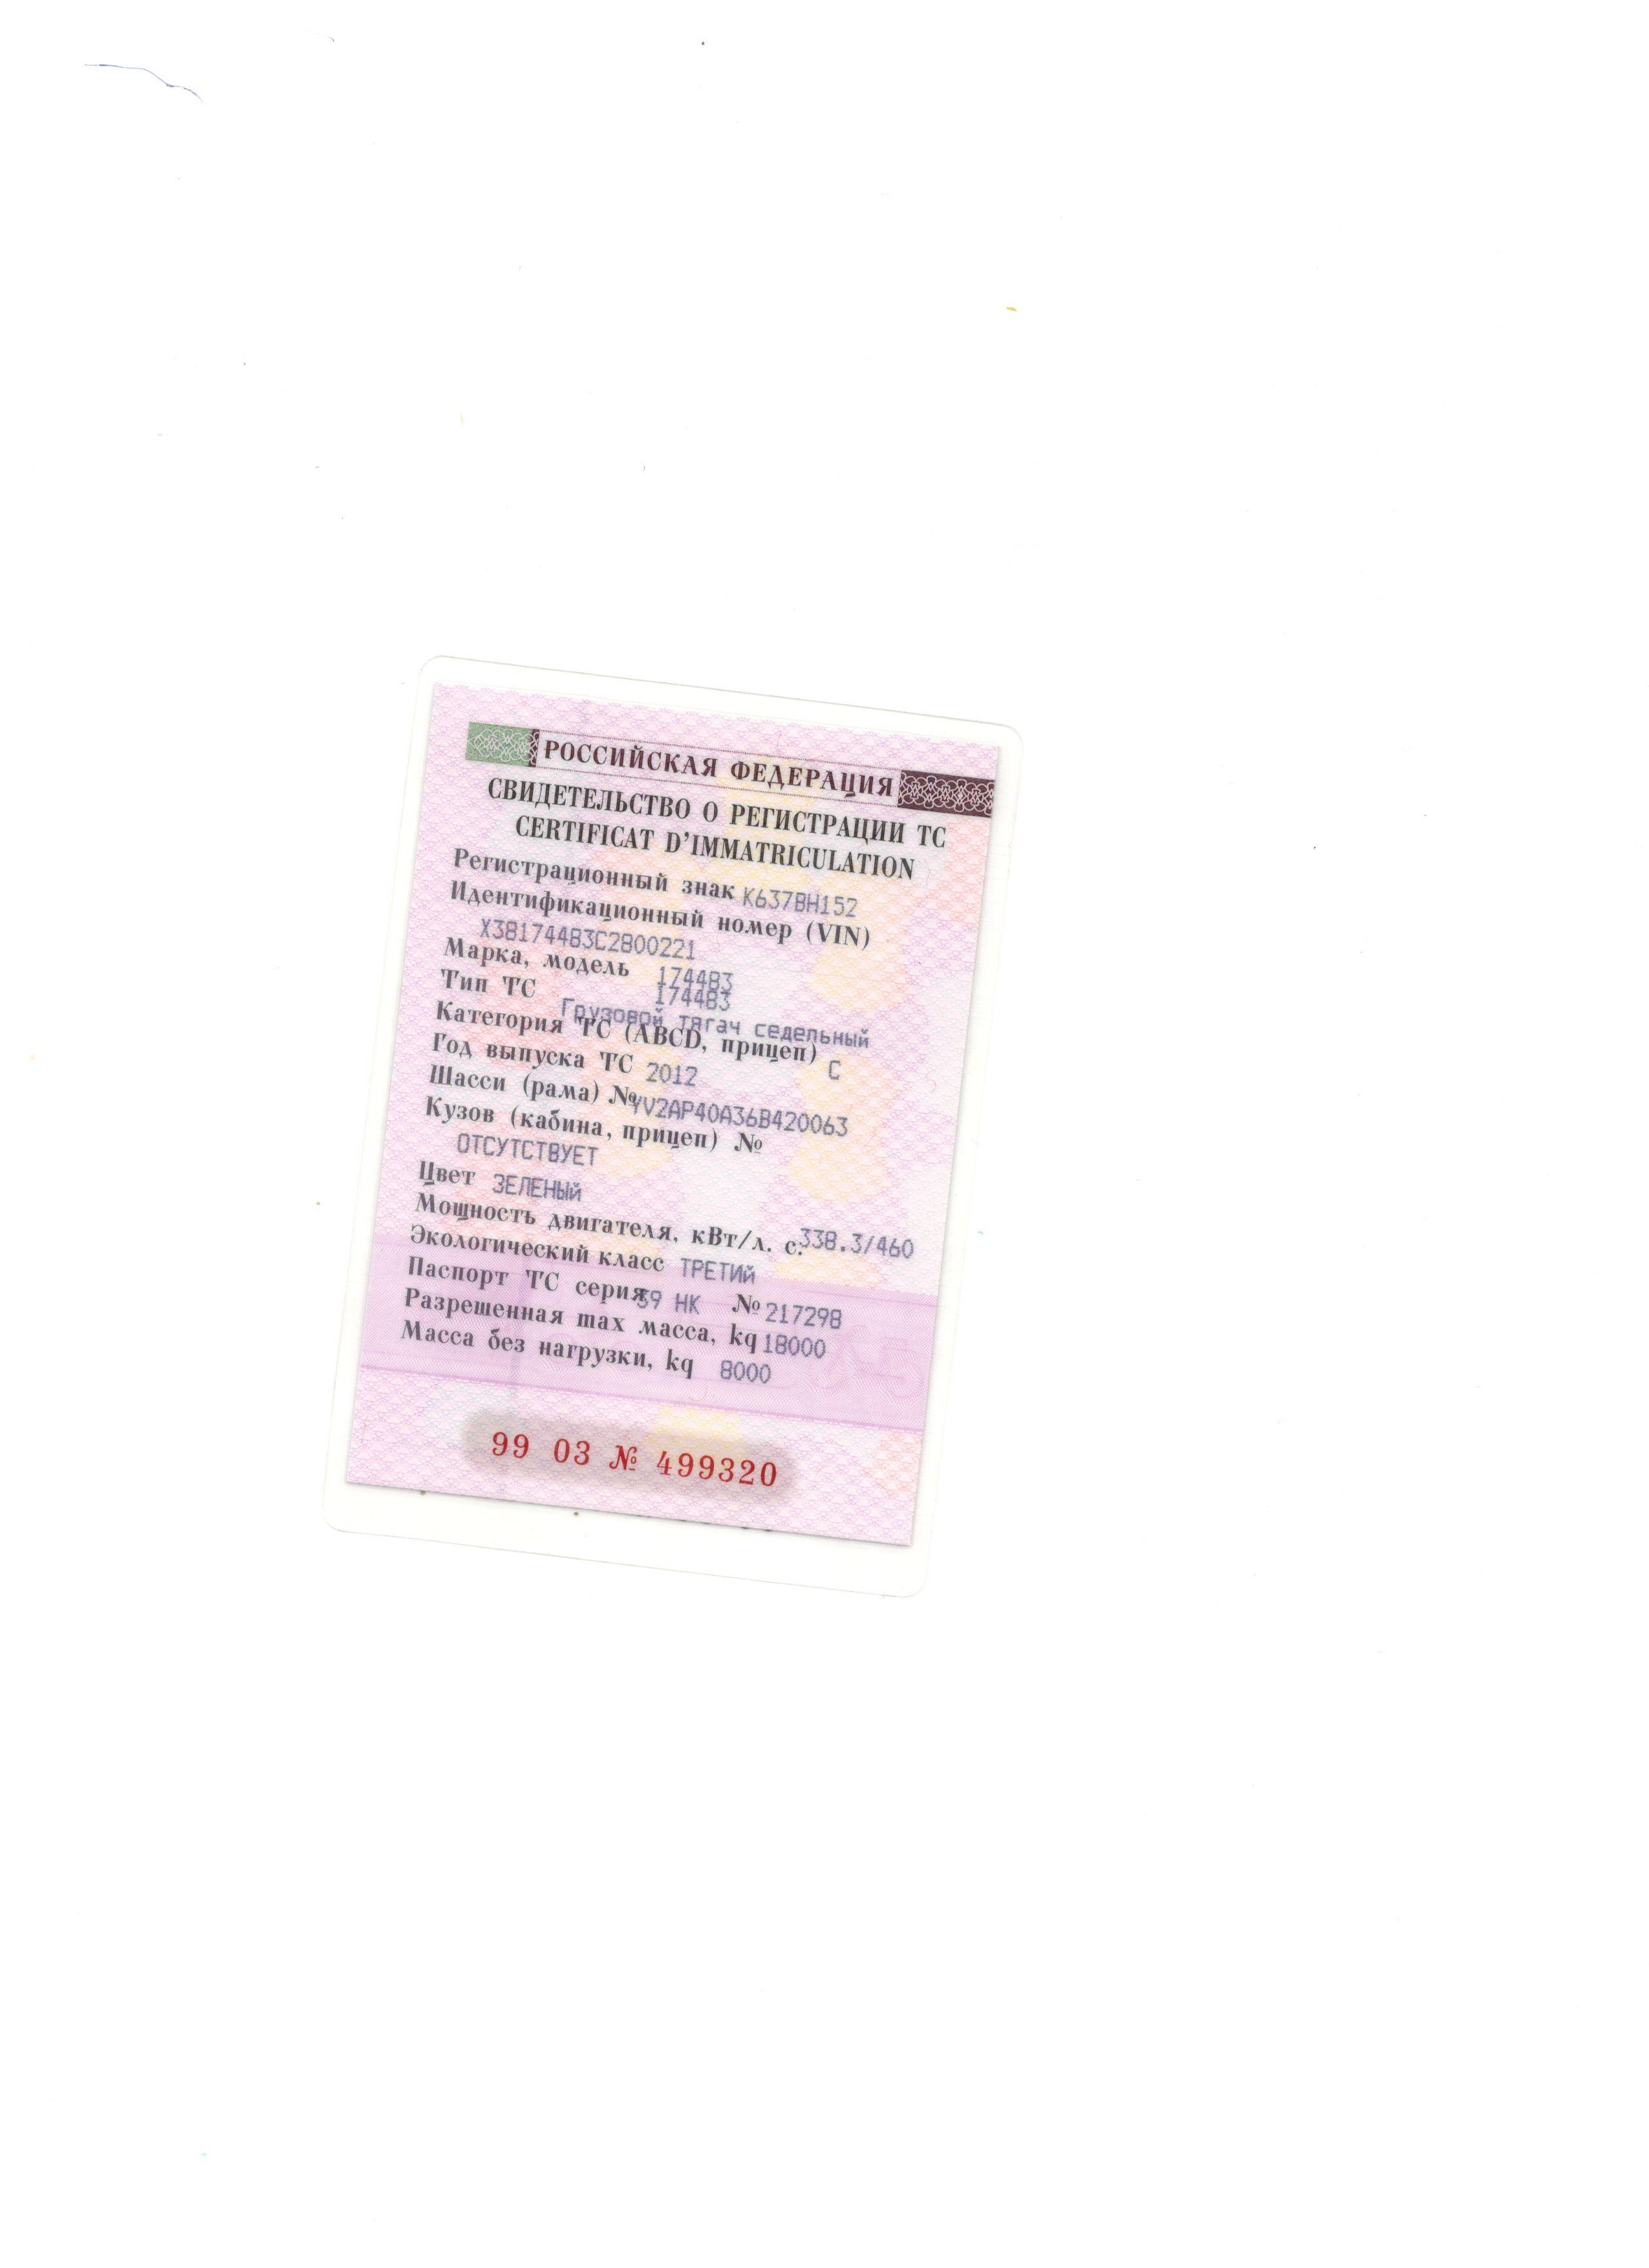 РОССИЙСКАЯ ФЕДЕРАЦИЯ
СВИДЕТЕЛЬСТВО О РЕГИСТРАЦИИ ТС
CERTIFICAT D'IMMATRICULATION
Регистрационный знак К637ВН152
Идентификационный номер (VIN)
X38174483C2800221
Марка, модель 174483
174483
Тип ТС Грузовой тягач седельный
Категория ТС (ABCD, прицеп) C
Год выпуска ТС 2012
Шасси (рама) № YV2AP40A36B420063
Кузов (кабина, прицеп) №
ОТСУТСТВУЕТ
Цвет ЗЕЛЕНЫЙ
Мощность двигателя, кВт/л. с. 338.3/460
Экологический класс ТРЕТИЙ
Паспорт ТС серия 39 НК № 217298
Разрешенная max масса, kg 18000
Масса без нагрузки, kg 8000
99 03 № 499320